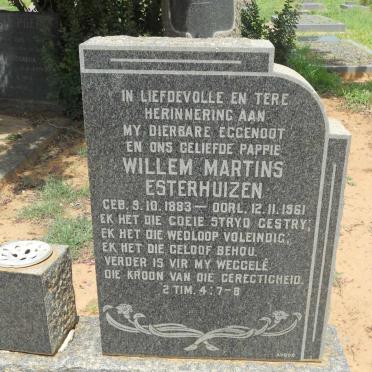 IN LIEFDEVOLLE EN TERE
HERINNERING AAN
MY DIERBARE EGGENOOT
EN ONS GELIEFDE PAPPIE
WILLEM MARTINS
ESTERHUIZEN
GEB. 9.10.1883 - OORL. 12.11.1961
EK HET DIE GOEIE STRYD GESTRY;
EK HET DIE WEDLOOP VOLEINDIG;
EK HET DIE GELOOF BEHOU.
VERDER IS VIR MY WEGGELÊ
DIE KROON VAN DIE GERECTIGHEID.
2 TIM. 4:7-8